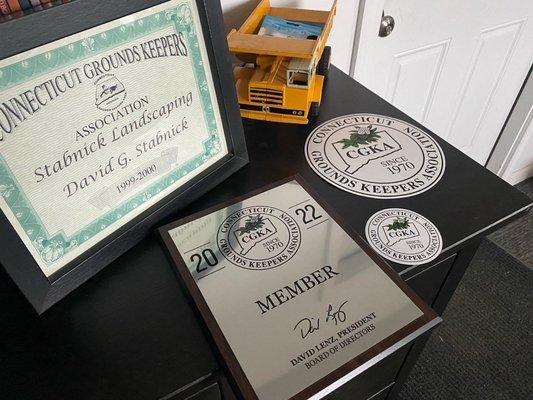 CONNECTICUT GROUNDS KEEPERS
ASSOCIATION
Stabnick Landscaping
David G. Stabnick
1999-2000
CONNECTICUT
GROUNDS KEEPERS
ASSOCIATION
CGKA
SINCE
1970
CONNECTICUT
GROUNDS KEEPERS
ASSOCIATION
CGKA
SINCE
1970
20 22
CONNECTICUT
GROUNDS KEEPERS
ASSOCIATION
CGKA
SINCE
1970
MEMBER
DAVID LENZ, PRESIDENT
BOARD OF DIRECTORS